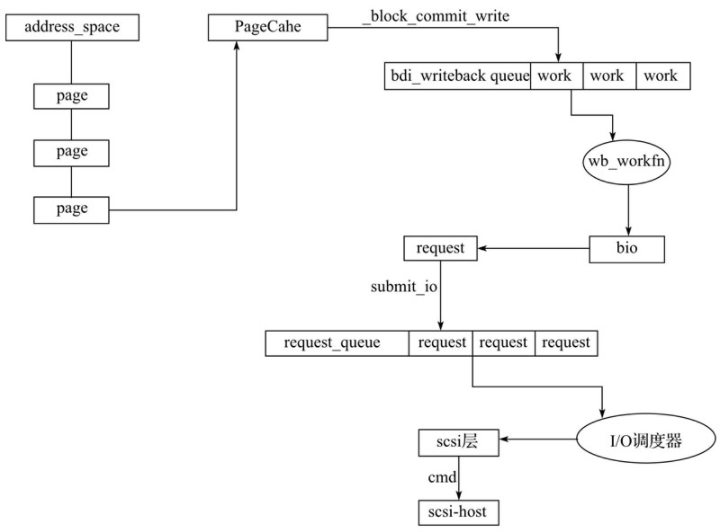 address_space
PageCahe
_block_commit_write
page
page
page
bdi_writeback queue work work work
wb_workfn
request
bio
submit_io
request_queue request request request
scsi层
I/O调度器
cmd
scsi-host